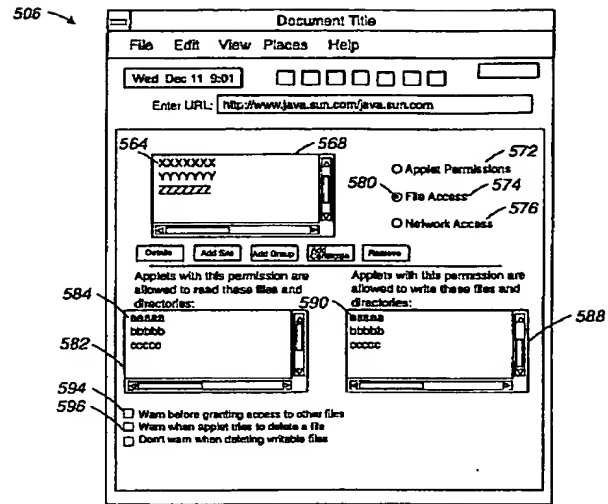 506
Document Title
File Edit View Places Help
Wed Dec 11 9:01
Enter URL: http://www.java.sun.com/java.sun.com
564
568
XXXXXXX
YYYYYYY
ZZZZZZZ
572
Applet Permissions
580
574
File Access
576
Network Access
Details Add Site Add Group Add Remove
Applets with this permission are
allowed to read these files and
directories:
Applets with this permission are
allowed to write these files and
directories:
584
aaaaa
bbbbb
ccccc
582
590
aaaaa
bbbbb
ccccc
588
594
Warn before granting access to other files
596
Warn when applet tries to delete a file
Don't warn when deleting writable files